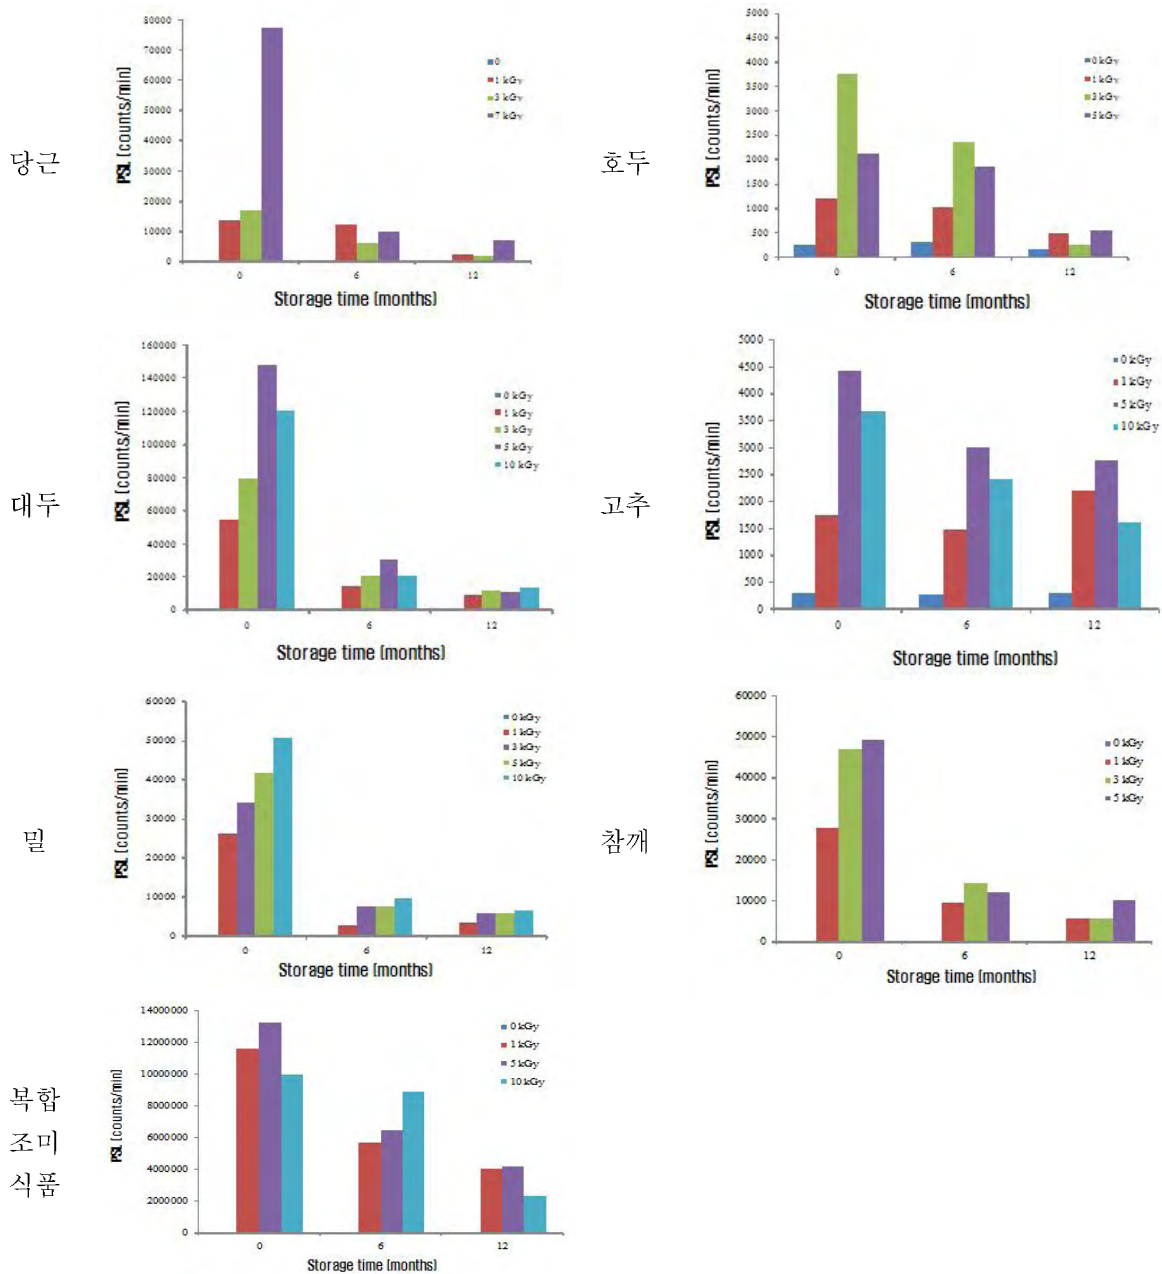 당근
PSL [counts/min]
80000
70000
60000
50000
40000
30000
20000
10000
0
0
1 kGy
3 kGy
7 kGy
0 6 12
Storage time [months]
호두
PSL [counts/min]
5000
4500
4000
3500
3000
2500
2000
1500
1000
500
0
0 kGy
1 kGy
3 kGy
5 kGy
0 6 12
Storage time [months]
대두
PSL [counts/min]
160000
140000
120000
100000
80000
60000
40000
20000
0
0 kGy
1 kGy
3 kGy
5 kGy
10 kGy
0 6 12
Storage time [months]
고추
PSL [counts/min]
5000
4500
4000
3500
3000
2500
2000
1500
1000
500
0
0 kGy
1 kGy
5 kGy
10 kGy
0 6 12
Storage time [months]
밀
PSL [counts/min]
60000
50000
40000
30000
20000
10000
0
0 kGy
1 kGy
3 kGy
5 kGy
10 kGy
0 6 12
Storage time [months]
참깨
PSL [counts/min]
60000
50000
40000
30000
20000
10000
0
0 kGy
1 kGy
3 kGy
5 kGy
0 6 12
Storage time [months]
복합
조미
식품
PSL [counts/min]
14000000
12000000
10000000
8000000
6000000
4000000
2000000
0
0 kGy
1 kGy
5 kGy
10 kGy
0 6 12
Storage time [months]